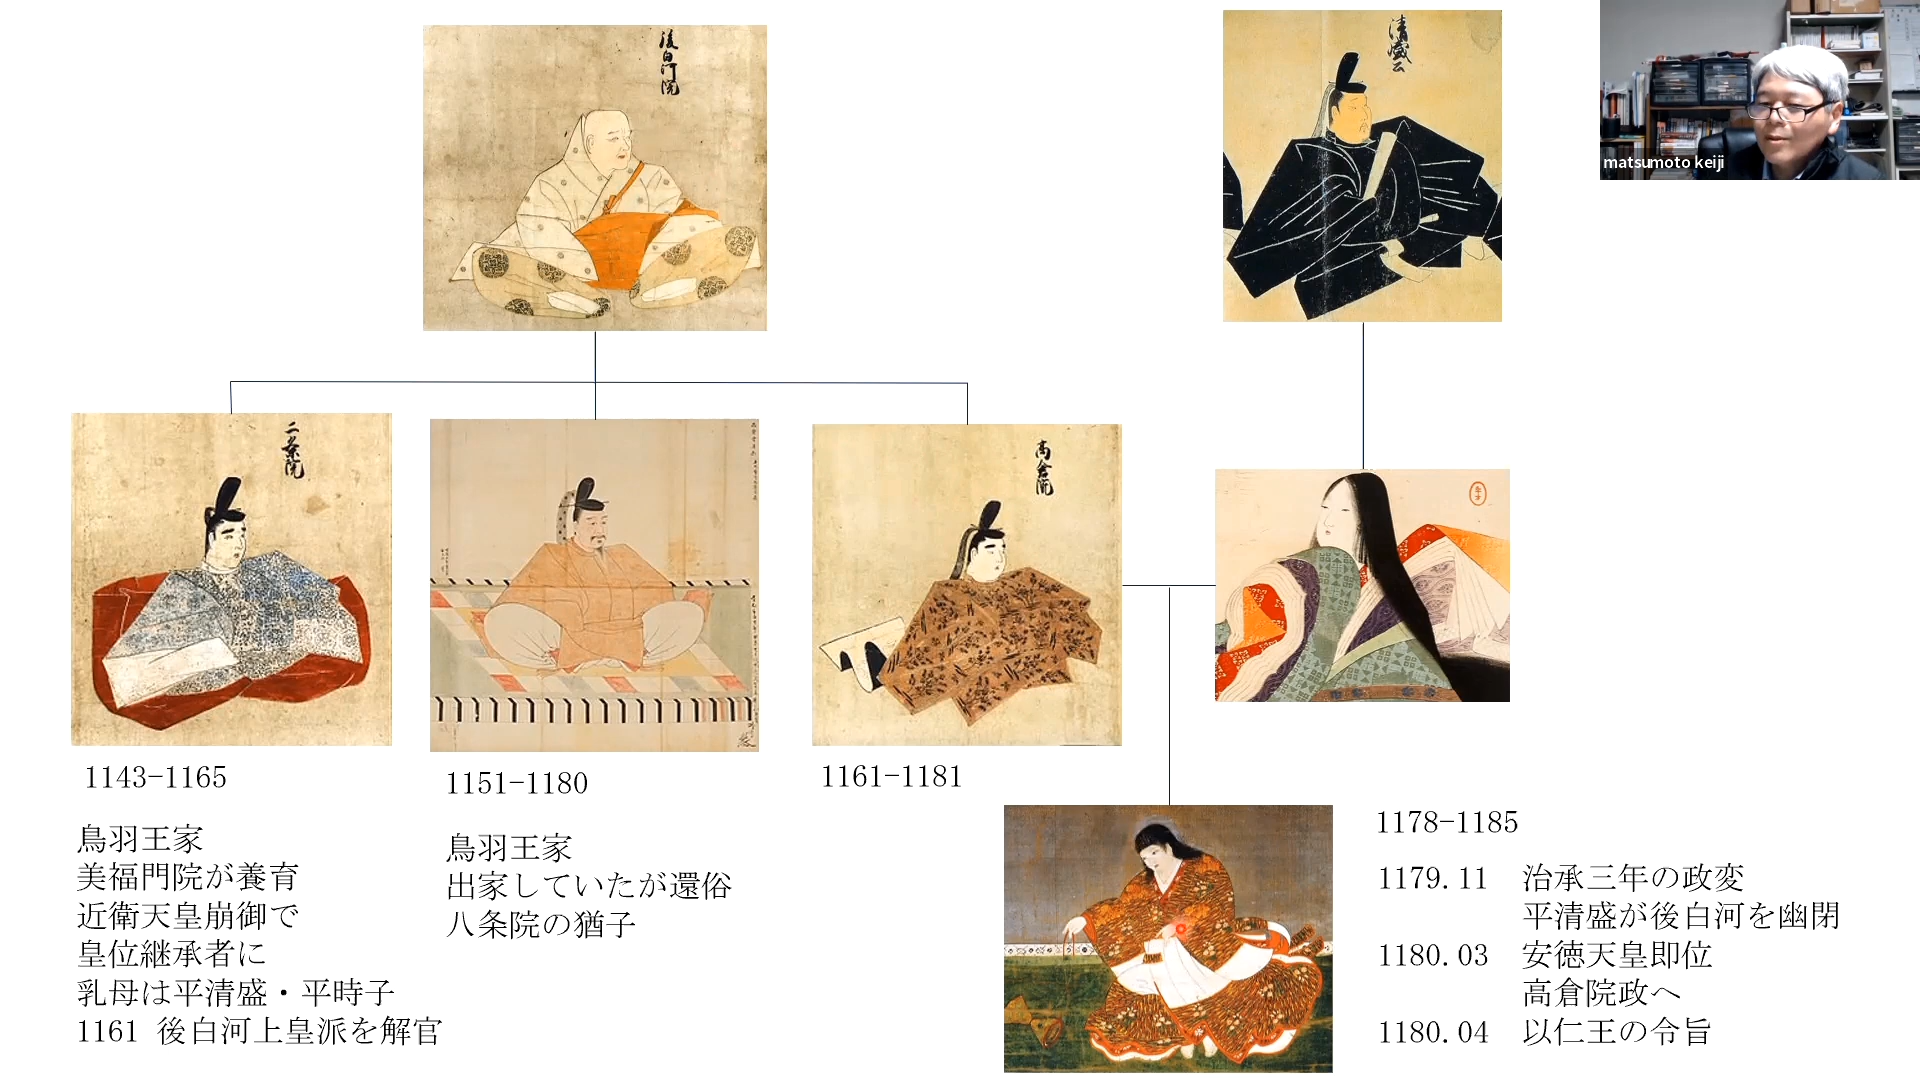 後白河院
清盛公
matsumoto keiji
二条院
高倉院
1143-1165
鳥羽王家
美福門院が養育
近衛天皇崩御で
皇位継承者に
乳母は平清盛・平時子
1161 後白河上皇派を解官
1151-1180
鳥羽王家
出家していたが還俗
八条院の猶子
1161-1181
1178-1185
1179.11 治承三年の政変
平清盛が後白河を幽閉
1180.03 安徳天皇即位
高倉院政へ
1180.04 以仁王の令旨